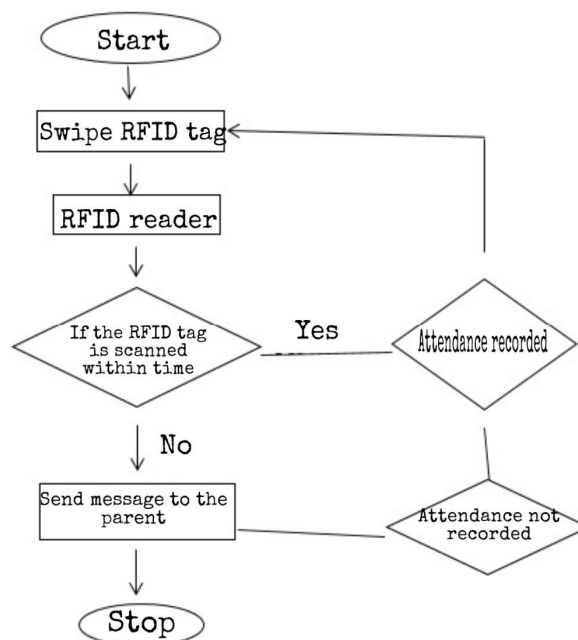 Start
Swipe RFID tag
RFID reader
If the RFID tag
is scanned
within time
Yes
Attendance recorded
No
Send message to the
parent
Attendance not
recorded
Stop